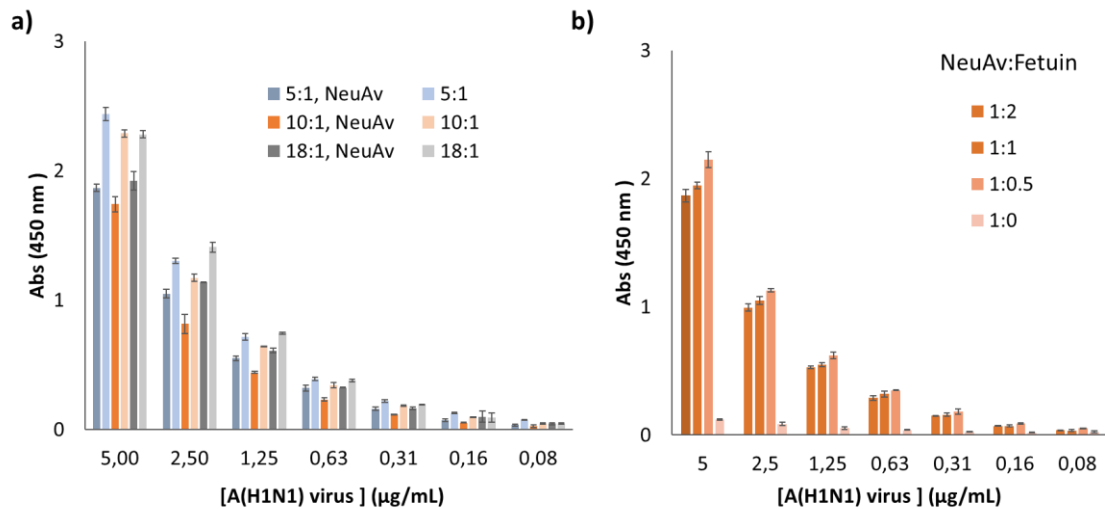 a)
3
2
1
0
Abs (450 nm )
5:1, NeuAv
5:1
10:1, NeuAv
10:1
18:1, NeuAv
18:1
5,00 2,50 1,25 0,63 0,31 0,16 0,08
[A(H1N1) virus ] (µg/mL)
b)
3
2
1
0
Abs (450 nm )
NeuAv:Fetuin
1:2
1:1
1:0.5
1:0
5 2,5 1,25 0,63 0,31 0,16 0,08
[A(H1N1) virus ] (µg/mL)